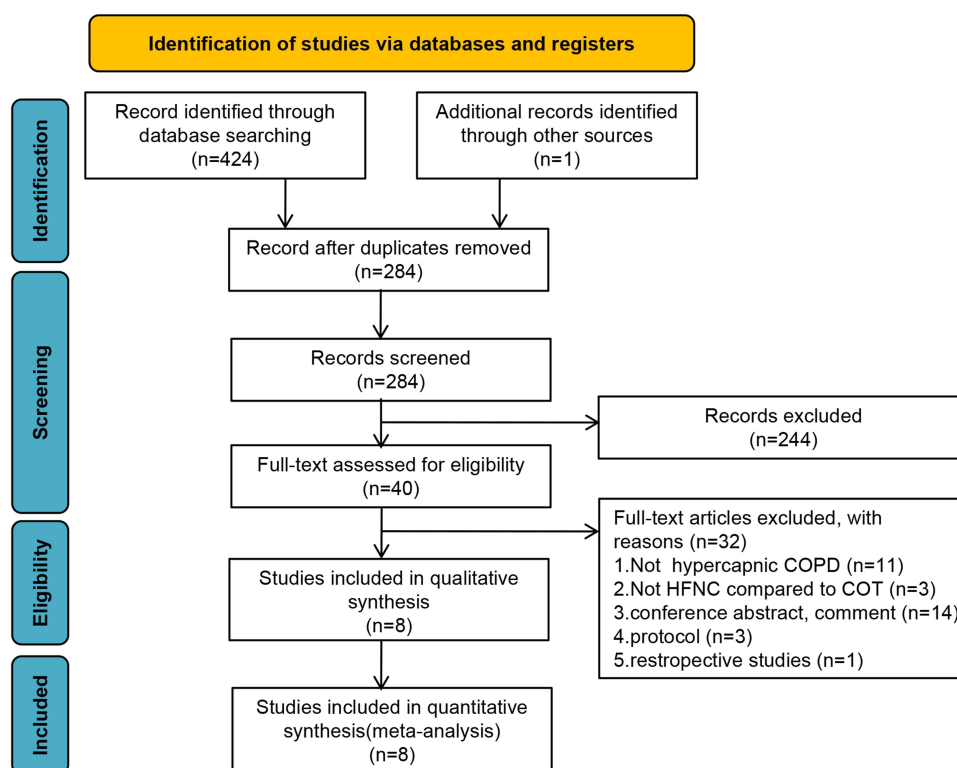 Identification of studies via databases and registers
Identification
Record identified through
database searching
(n=424)
Additional records identified
through other sources
(n=1)
Record after duplicates removed
(n=284)
Screening
Records screened
(n=284)
Records excluded
(n=244)
Full-text assessed for eligibility
(n=40)
Eligibility
Full-text articles excluded, with
reasons (n=32)
1.Not hypercapnic COPD (n=11)
2.Not HFNC compared to COT (n=3)
3.conference abstract, comment (n=14)
4.protocol (n=3)
5.restropective studies (n=1)
Studies included in qualitative
synthesis
(n=8)
Included
Studies included in quantitative
synthesis(meta-analysis)
(n=8)